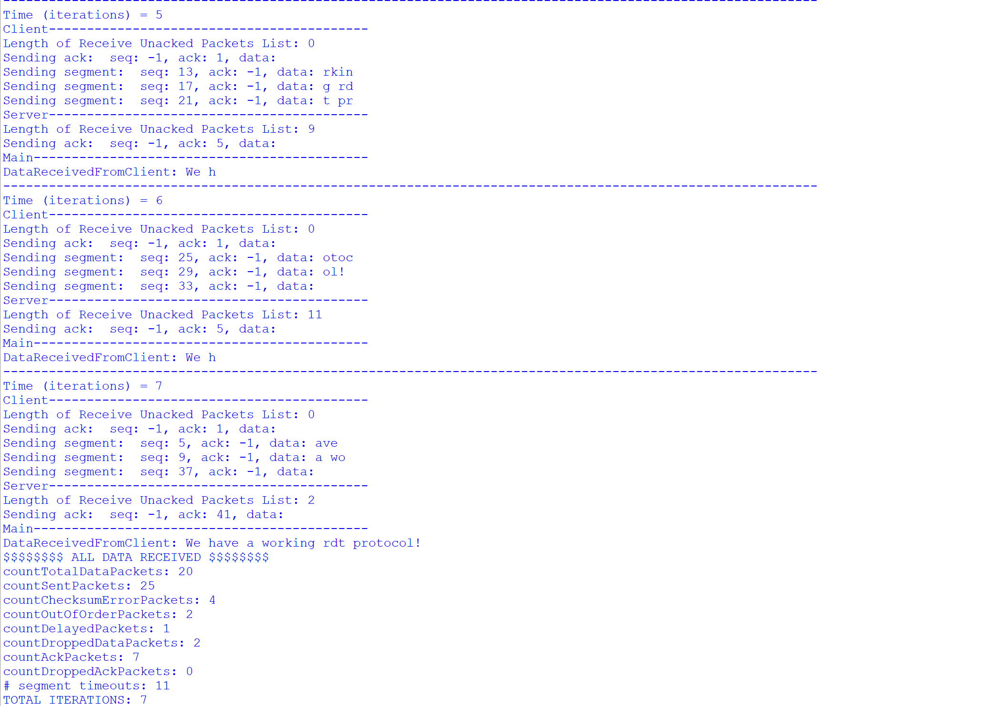 --------------------------------------------------------------------------------------------------------------
Time (iterations) = 5
Client------------------------------------------
Length of Receive Unacked Packets List: 0
Sending ack:  seq: -1, ack: 1, data:
Sending segment:  seq: 13, ack: -1, data: rkin
Sending segment:  seq: 17, ack: -1, data: g rd
Sending segment:  seq: 21, ack: -1, data: t pr
Server------------------------------------------
Length of Receive Unacked Packets List: 9
Sending ack:  seq: -1, ack: 5, data:
Main--------------------------------------------
DataReceivedFromClient: We h
-----------------------------------------------------------------------------------------------------------
Time (iterations) = 6
Client------------------------------------------
Length of Receive Unacked Packets List: 0
Sending ack:  seq: -1, ack: 1, data:
Sending segment:  seq: 25, ack: -1, data: otoc
Sending segment:  seq: 29, ack: -1, data: ol!
Sending segment:  seq: 33, ack: -1, data:
Server------------------------------------------
Length of Receive Unacked Packets List: 11
Sending ack:  seq: -1, ack: 5, data:
Main--------------------------------------------
DataReceivedFromClient: We h
-----------------------------------------------------------------------------------------------------------
Time (iterations) = 7
Client------------------------------------------
Length of Receive Unacked Packets List: 0
Sending ack:  seq: -1, ack: 1, data:
Sending segment:  seq: 5, ack: -1, data: ave
Sending segment:  seq: 9, ack: -1, data: a wo
Sending segment:  seq: 37, ack: -1, data:
Server------------------------------------------
Length of Receive Unacked Packets List: 2
Sending ack:  seq: -1, ack: 41, data:
Main--------------------------------------------
DataReceivedFromClient: We have a working rdt protocol!
$$$$$$$$ ALL DATA RECEIVED $$$$$$$$
countTotalDataPackets: 20
countSentPackets: 25
countChecksumErrorPackets: 4
countOutOfOrderPackets: 2
countDelayedPackets: 1
countDroppedDataPackets: 2
countAckPackets: 7
countDroppedAckPackets: 0
# segment timeouts: 11
TOTAL ITERATIONS: 7